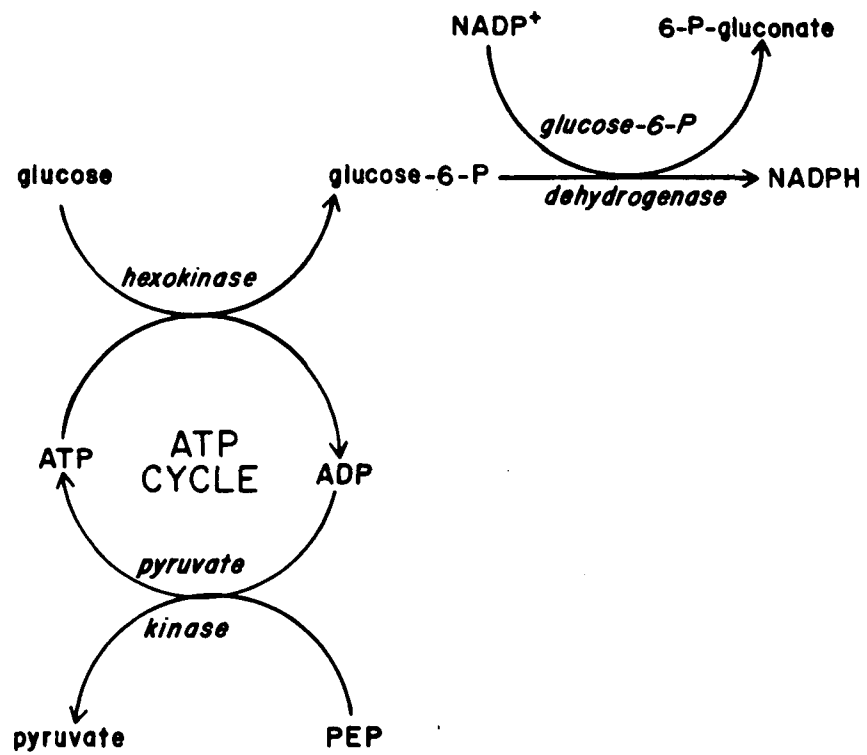 NADP+ 6-P-gluconate
glucose-6-P
glucose glucose-6-P NADPH
dehydrogenase
hexokinase
ATP ATP CYCLE ADP
pyruvate
kinase
pyruvate PEP